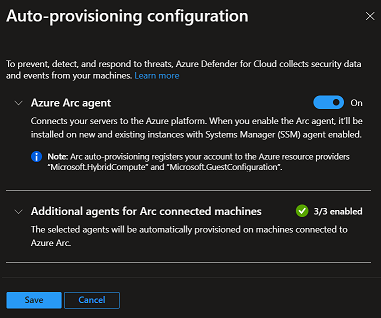 Auto-provisioning configuration
To prevent, detect, and respond to threats, Azure Defender for Cloud collects security data
and events from your machines. Learn more
Azure Arc agent
On
Connects your servers to the Azure platform. When you enable the Arc agent, it'll be
installed on new and existing instances with Systems Manager (SSM) agent enabled.
Note: Arc auto-provisioning registers your account to the Azure resource providers
"Microsoft.HybridCompute" and "Microsoft.GuestConfiguration".
Additional agents for Arc connected machines
3/3 enabled
The selected agents will be automatically provisioned on machines connected to
Azure Arc.
Save
Cancel